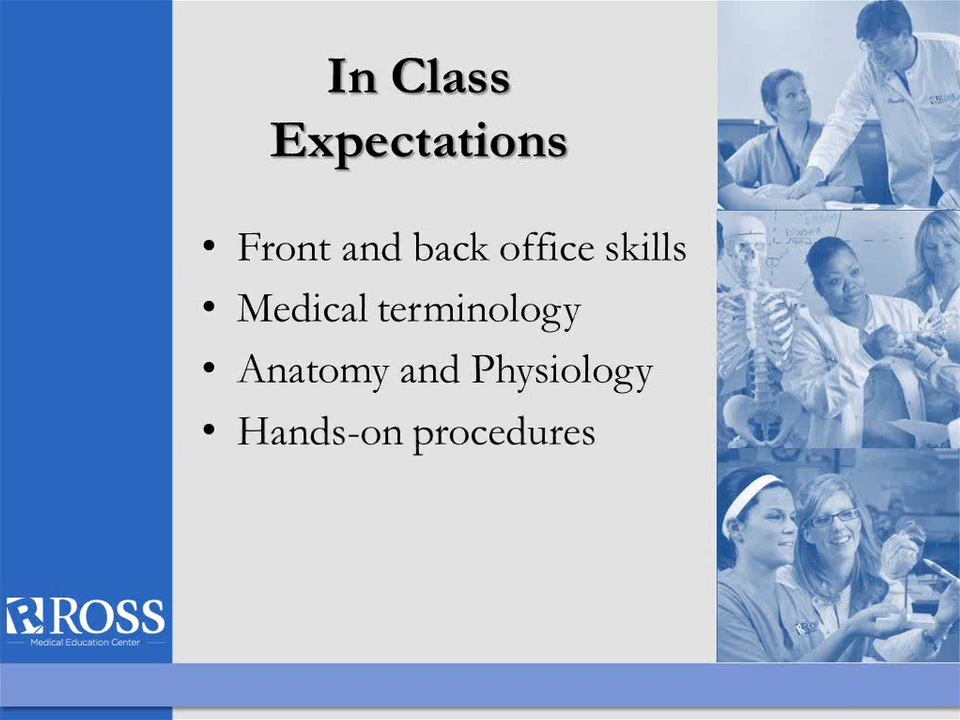 In Class
Expectations
• Front and back office skills
• Medical terminology
• Anatomy and Physiology
• Hands-on procedures
ROSS
Medical Education Center